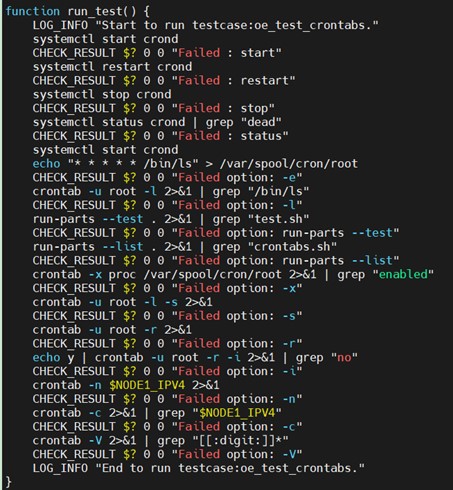 function run_test() {
    LOG_INFO "Start to run testcase:oe_test_crontabs."
    systemctl start crond
    CHECK_RESULT $? 0 0 "Failed : start"
    systemctl restart crond
    CHECK_RESULT $? 0 0 "Failed : restart"
    systemctl stop crond
    CHECK_RESULT $? 0 0 "Failed : stop"
    systemctl status crond | grep "dead"
    CHECK_RESULT $? 0 0 "Failed : status"
    systemctl start crond
    echo "* * * * * /bin/ls" > /var/spool/cron/root
    CHECK_RESULT $? 0 0 "Failed option: -e"
    crontab -u root -l 2>&1 | grep "/bin/ls"
    CHECK_RESULT $? 0 0 "Failed option: -l"
    run-parts --test . 2>&1 | grep "test.sh"
    CHECK_RESULT $? 0 0 "Failed option: run-parts --test"
    run-parts --list . 2>&1 | grep "crontabs.sh"
    CHECK_RESULT $? 0 0 "Failed option: run-parts --list"
    crontab -x proc /var/spool/cron/root 2>&1 | grep "enabled"
    CHECK_RESULT $? 0 0 "Failed option: -x"
    crontab -u root -l -s 2>&1
    CHECK_RESULT $? 0 0 "Failed option: -s"
    crontab -u root -r 2>&1
    CHECK_RESULT $? 0 0 "Failed option: -r"
    echo y | crontab -u root -r -i 2>&1 | grep "no"
    CHECK_RESULT $? 0 0 "Failed option: -i"
    crontab -n $NODE1_IPV4 2>&1
    CHECK_RESULT $? 0 0 "Failed option: -n"
    crontab -c 2>&1 | grep "$NODE1_IPV4"
    CHECK_RESULT $? 0 0 "Failed option: -c"
    crontab -V 2>&1 | grep "[[:digit:]]*"
    CHECK_RESULT $? 0 0 "Failed option: -V"
    LOG_INFO "End to run testcase:oe_test_crontabs."
}